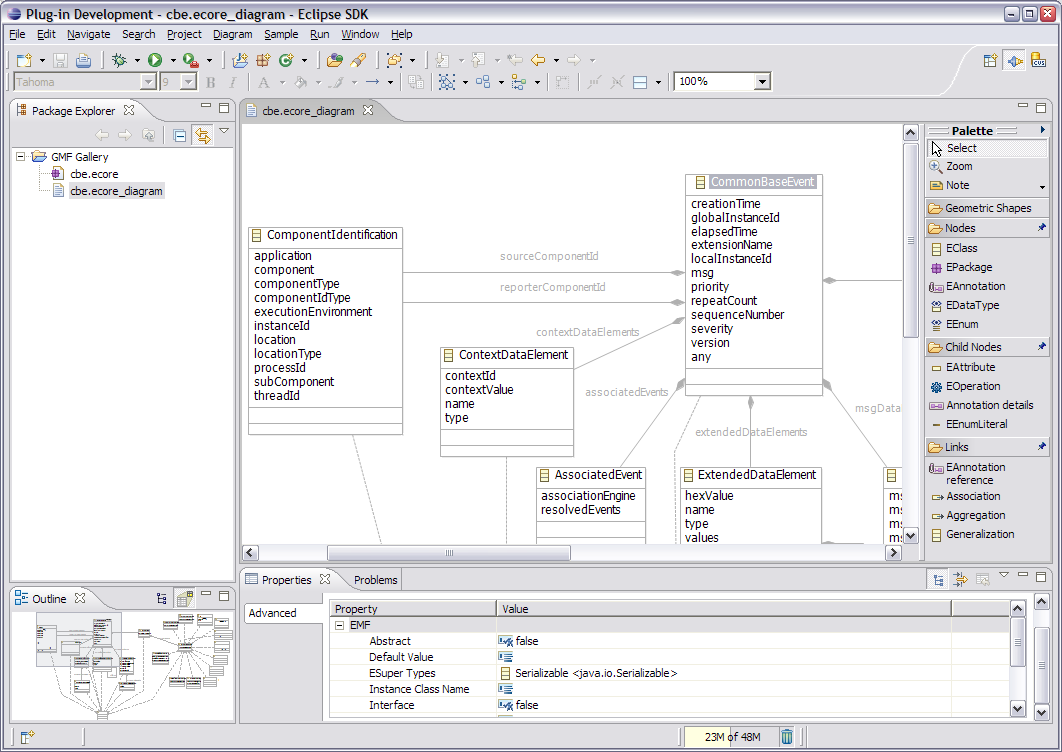 Plug-in Development - cbe.ecore_diagram - Eclipse SDK
File Edit Navigate Search Project Diagram Sample Run Window Help
Tahoma 9 B I A 100%
CVS
Package Explorer
GMF Gallery
cbe.ecore
cbe.ecore_diagram
cbe.ecore_diagram
ComponentIdentification
application
component
componentType
componentIdType
executionEnvironment
instanceId
location
locationType
processId
subComponent
threadId
sourceComponentId
reporterComponentId
contextDataElements
ContextDataElement
contextId
contextValue
name
type
CommonBaseEvent
creationTime
globalInstanceId
elapsedTime
extensionName
localInstanceId
msg
priority
repeatCount
sequenceNumber
severity
version
any
associatedEvents
extendedDataElements
msgData
AssociatedEvent
associationEngine
resolvedEvents
ExtendedDataElement
hexValue
name
type
values
Palette
Select
Zoom
Note
Geometric Shapes
Nodes
EClass
EPackage
EAnnotation
EDataType
EEnum
Child Nodes
EAttribute
EOperation
Annotation details
EEnumLiteral
Links
EAnnotation
reference
Association
Aggregation
Generalization
Outline
Properties Problems
Advanced
Property Value
EMF
Abstract false
Default Value
ESuper Types Serializable <java.io.Serializable>
Instance Class Name
Interface false
23M of 48M